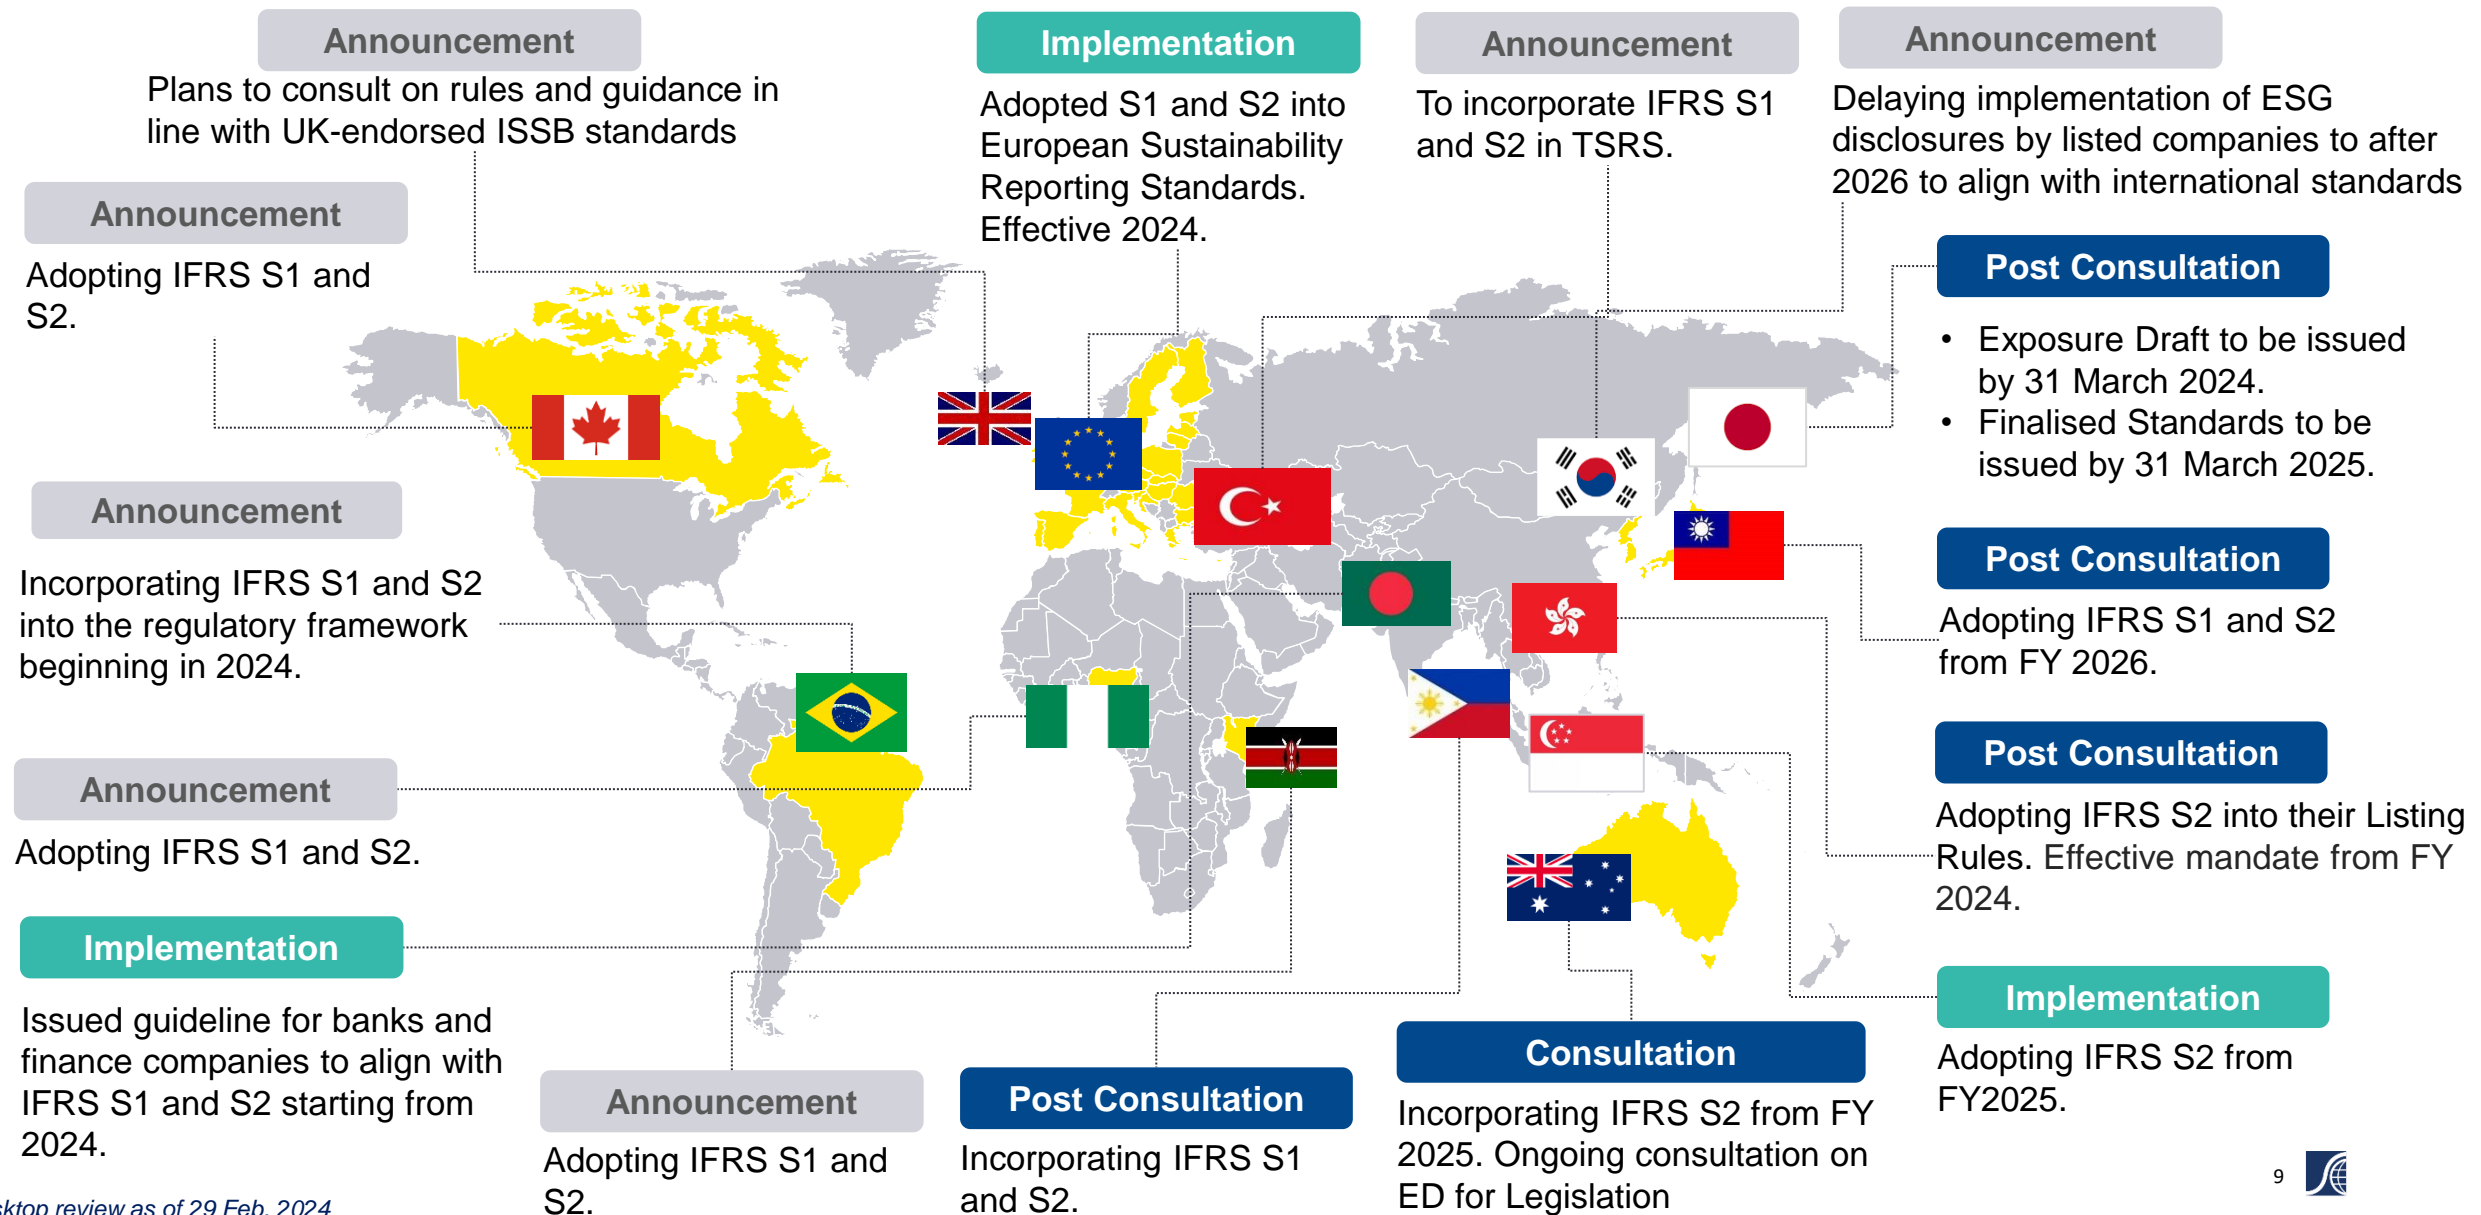 Announcement
Plans to consult on rules and guidance in
line with UK-endorsed ISSB standards
Implementation
Adopted S1 and S2 into
European Sustainability
Reporting Standards.
Effective 2024.
Announcement
To incorporate IFRS S1
and S2 in TSRS.
Announcement
Delaying implementation of ESG
disclosures by listed companies to after
2026 to align with international standards
Announcement
Adopting IFRS S1 and
S2.
Post Consultation
• Exposure Draft to be issued
by 31 March 2024.
• Finalised Standards to be
issued by 31 March 2025.
Announcement
Incorporating IFRS S1 and S2
into the regulatory framework
beginning in 2024.
Post Consultation
Adopting IFRS S1 and S2
from FY 2026.
Announcement
Adopting IFRS S1 and S2.
Post Consultation
Adopting IFRS S2 into their Listing
Rules. Effective mandate from FY
2024.
Implementation
Issued guideline for banks and
finance companies to align with
IFRS S1 and S2 starting from
2024.
Announcement
Adopting IFRS S1 and
S2.
Post Consultation
Incorporating IFRS S1
and S2.
Consultation
Incorporating IFRS S2 from FY
2025. Ongoing consultation on
ED for Legislation
Implementation
Adopting IFRS S2 from
FY2025.
sktop review as of 29 Feb. 2024
9